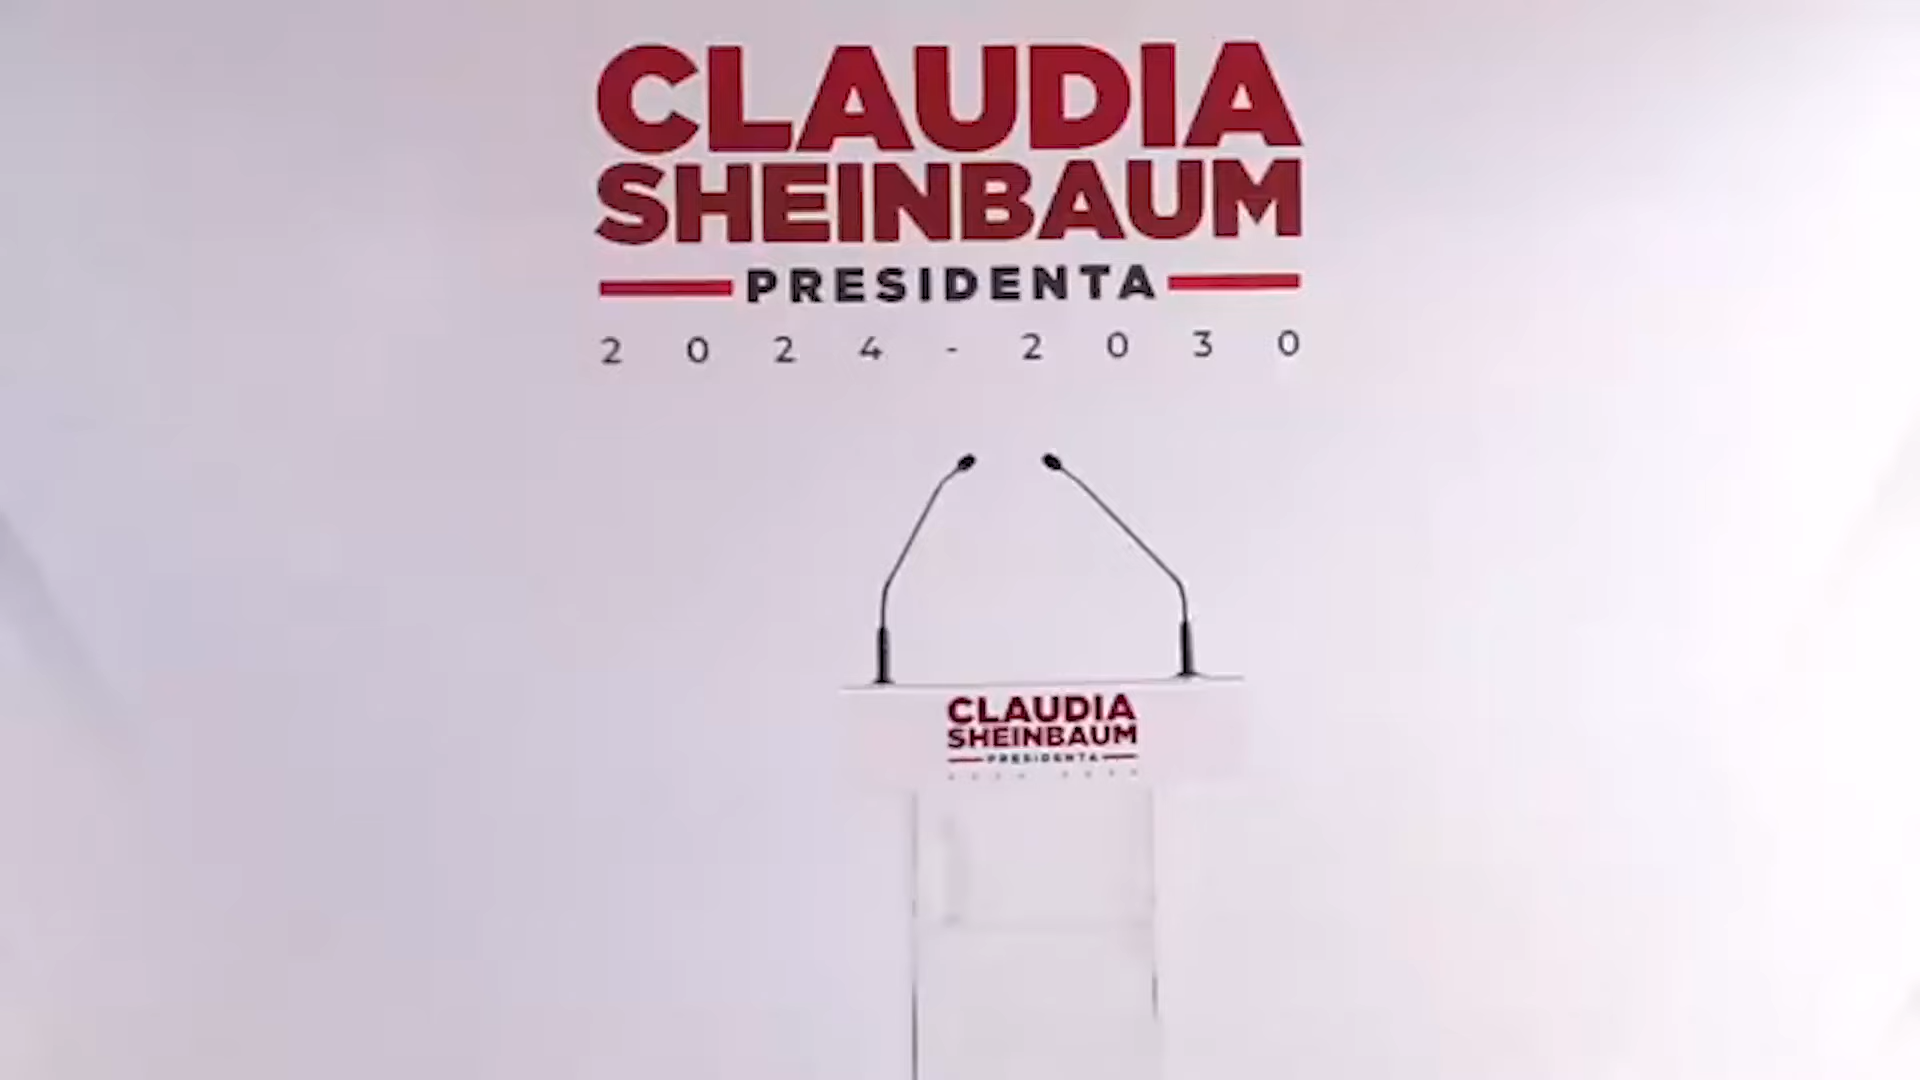 CLAUDIA
SHEINBAUM
PRESIDENTA
2024-2030
CLAUDIA
SHEINBAUM
PRESIDENTA